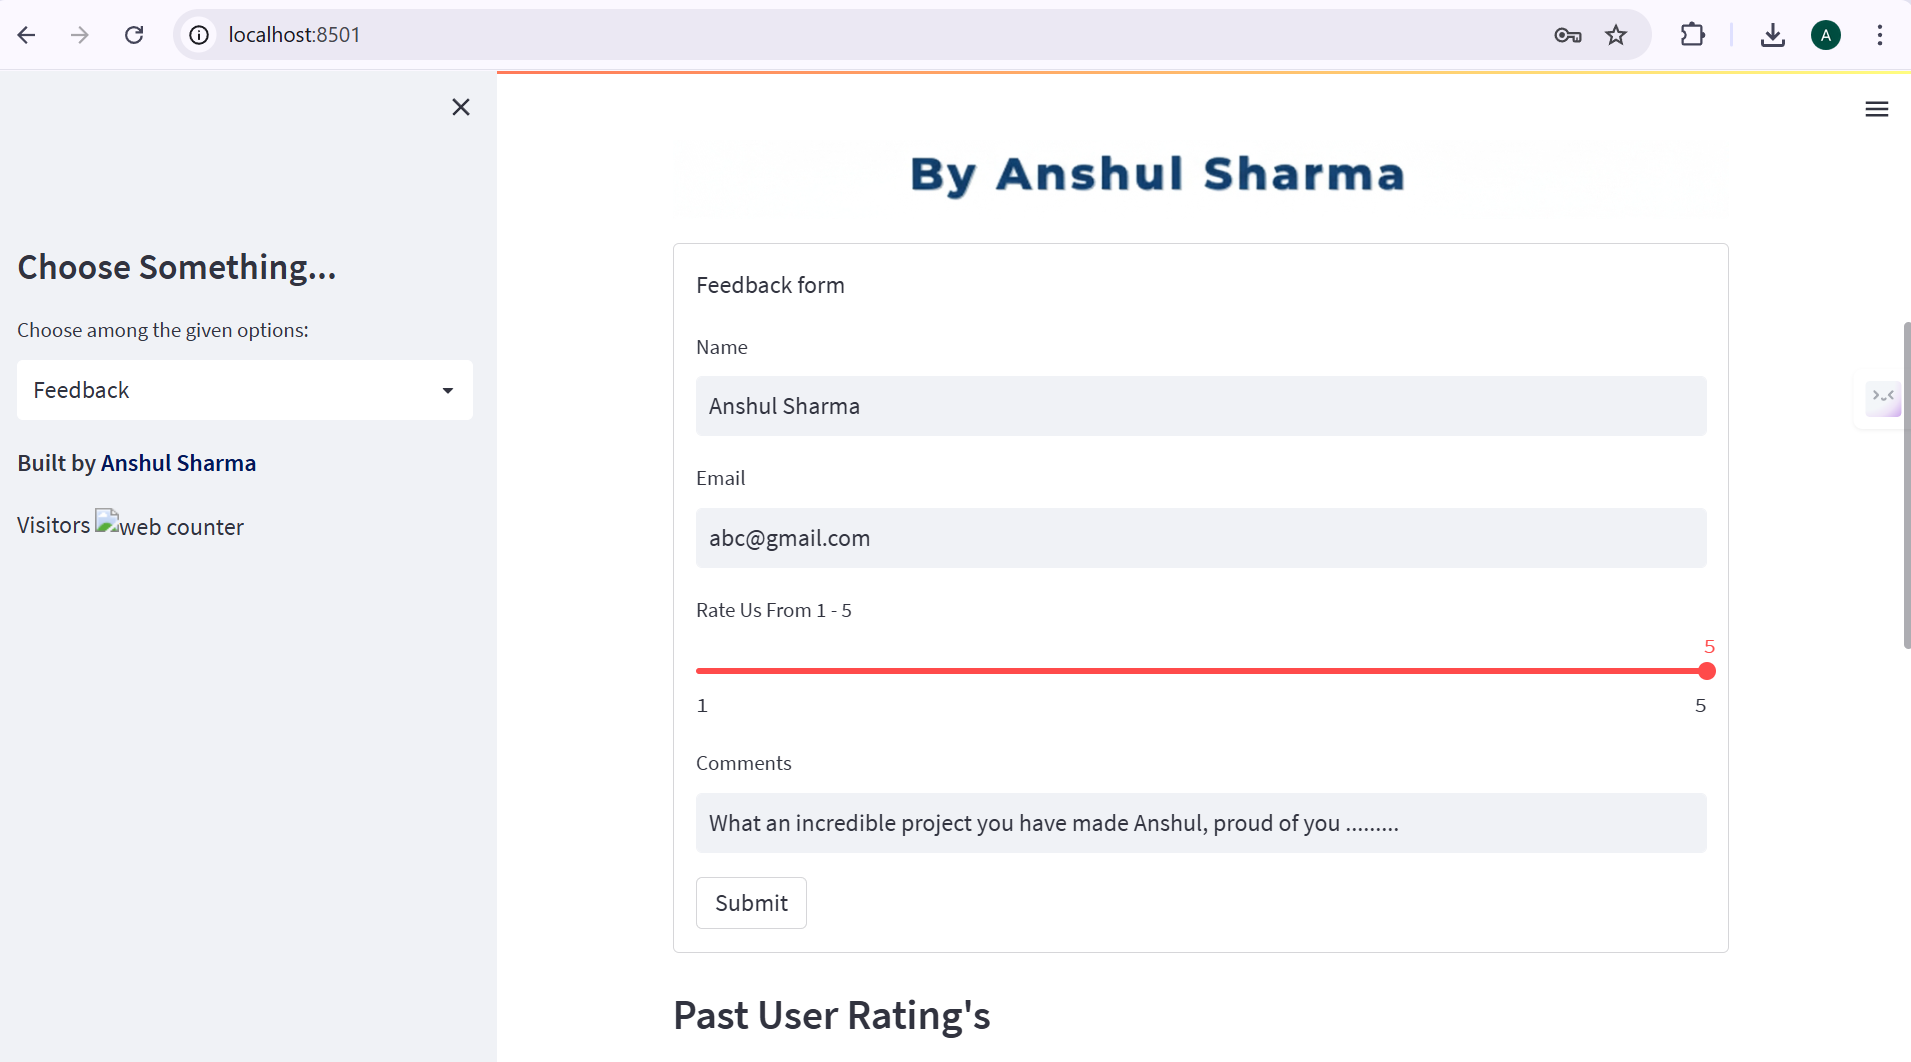 localhost:8501
A
Choose Something...
Choose among the given options:
Feedback
Built by Anshul Sharma
Visitors web counter
By Anshul Sharma
Feedback form
Name
Anshul Sharma
Email
abc@gmail.com
Rate Us From 1 - 5
5
1 5
Comments
What an incredible project you have made Anshul, proud of you .........
Submit
Past User Rating's